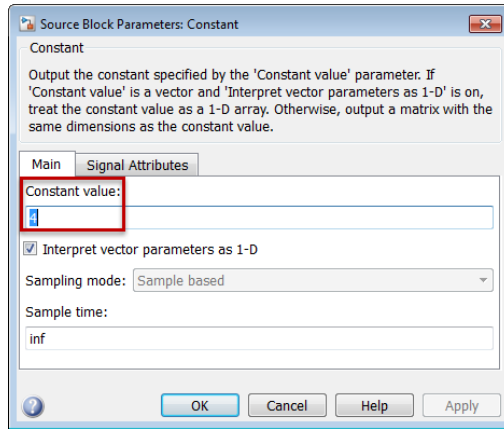 Source Block Parameters: Constant
Constant
Output the constant specified by the 'Constant value' parameter. If
'Constant value' is a vector and 'Interpret vector parameters as 1-D' is on,
treat the constant value as a 1-D array. Otherwise, output a matrix with the
same dimensions as the constant value.
Main Signal Attributes
Constant value:
4
Interpret vector parameters as 1-D
Sampling mode: Sample based
Sample time:
inf
? OK Cancel Help Apply